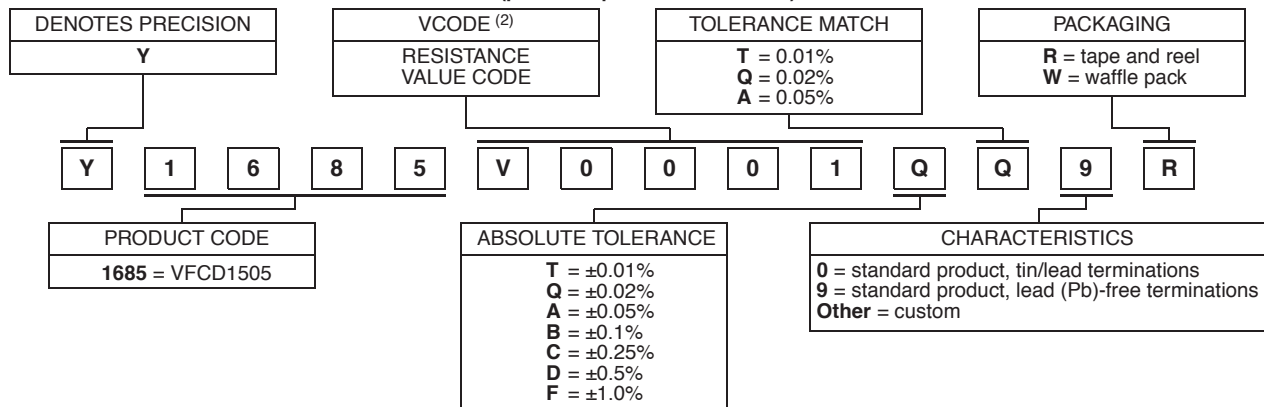 DENOTES PRECISION
Y
VCODE (2)
RESISTANCE
VALUE CODE
TOLERANCE MATCH
T = 0.01%
Q = 0.02%
A = 0.05%
PACKAGING
R = tape and reel
W = waffle pack
Y 1 6 8 5 V 0 0 0 1 Q Q 9 R
PRODUCT CODE
1685 = VFCD1505
ABSOLUTE TOLERANCE
T = ±0.01%
Q = ±0.02%
A = ±0.05%
B = ±0.1%
C = ±0.25%
D = ±0.5%
F = ±1.0%
CHARACTERISTICS
0 = standard product, tin/lead terminations
9 = standard product, lead (Pb)-free terminations
Other = custom